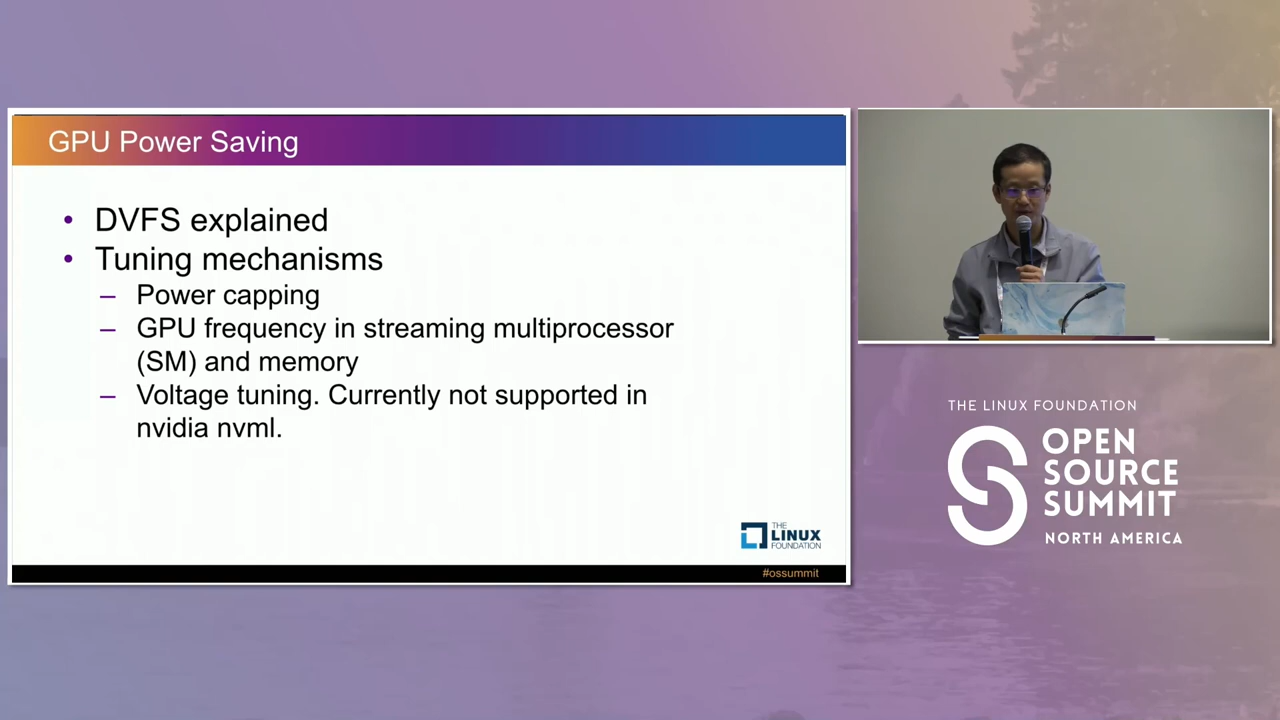 GPU Power Saving
• DVFS explained
• Tuning mechanisms
– Power capping
– GPU frequency in streaming multiprocessor
(SM) and memory
– Voltage tuning. Currently not supported in
nvidia nvml.
THE
LINUX
FOUNDATION
#ossummit
THE LINUX FOUNDATION
OPEN
SOURCE
SUMMIT
NORTH AMERICA